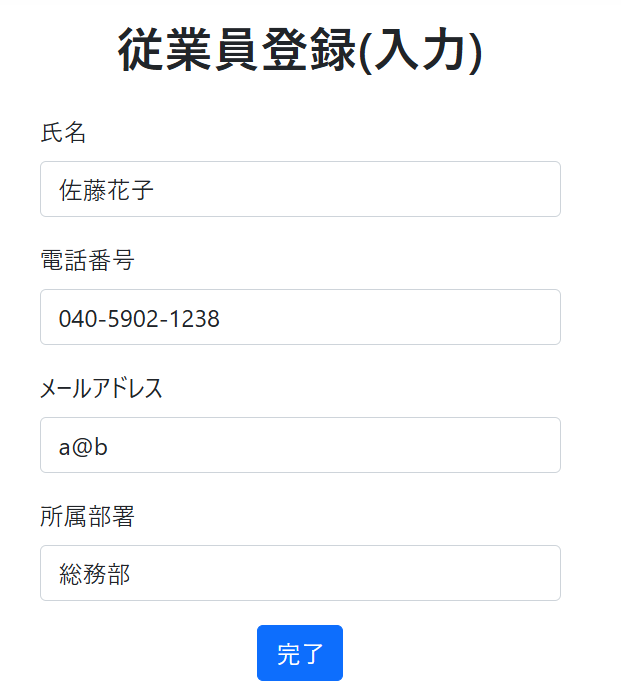 従業員登録(入力)
氏名
佐藤花子
電話番号
040-5902-1238
メールアドレス
a@b
所属部署
総務部
完了